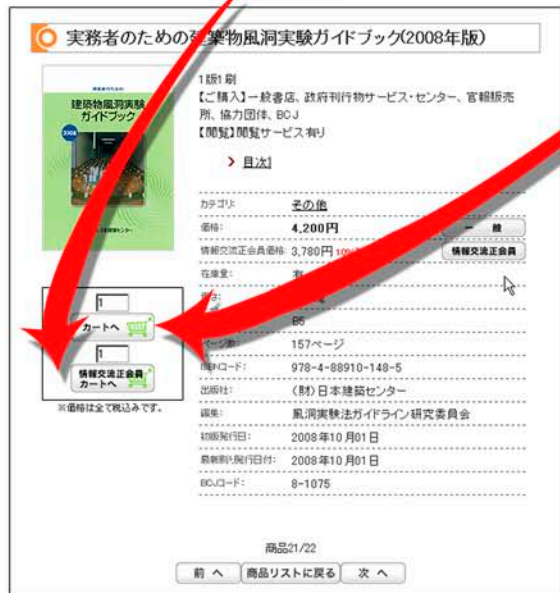 実務者のための建築物風洞実験ガイドブック(2008年版)
建築物風洞実験
ガイドブック
2008
1版1刷
【ご購入】一般書店、政府刊行物サービス・センター、官報販売
所、協力団体、BCJ
【閲覧】閲覧サービス有り
目次1
カテゴリ: その他
価格: 4,200円 一 般
情報交流正会員価格: 3,780円 情報交流正会員
在庫量: 有
B5
ページ数: 157ページ
ISBNコード: 978-4-88910-148-5
出版社: (財)日本建築センター
編集: 風洞実験法ガイドライン研究委員会
初版発行日: 2008年10月01日
最新刷り発行日付: 2008年10月01日
BCJコード: 8-1075
1
カートへ
1
情報交流正会員
カートへ
※価格は全て税込みです。
商品21/22
前 へ 商品リストに戻る 次 へ